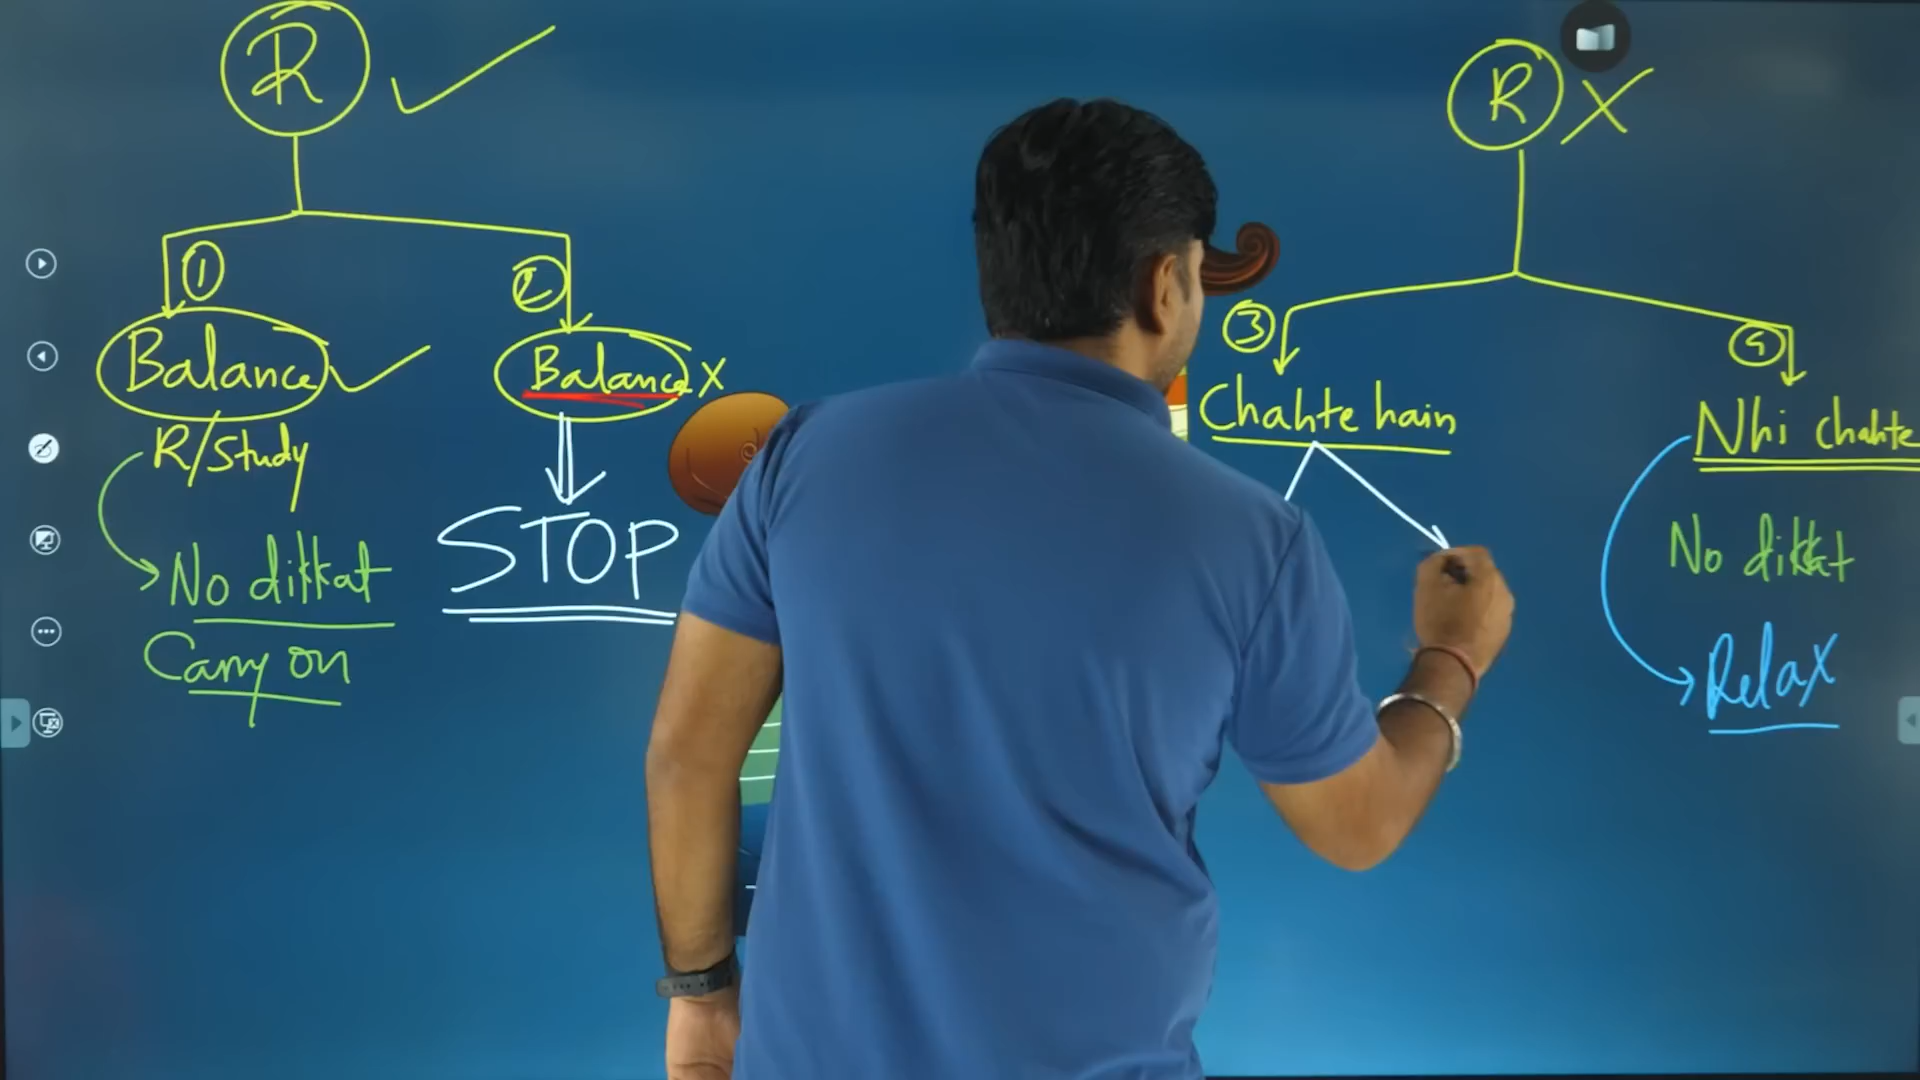 R ✓
①
Balance ✓
R/Study
No dikkat
Carry on
②
Balance X
STOP
R X
③
Chahte hain
④
Nhi chahte
No dikkat
Relax